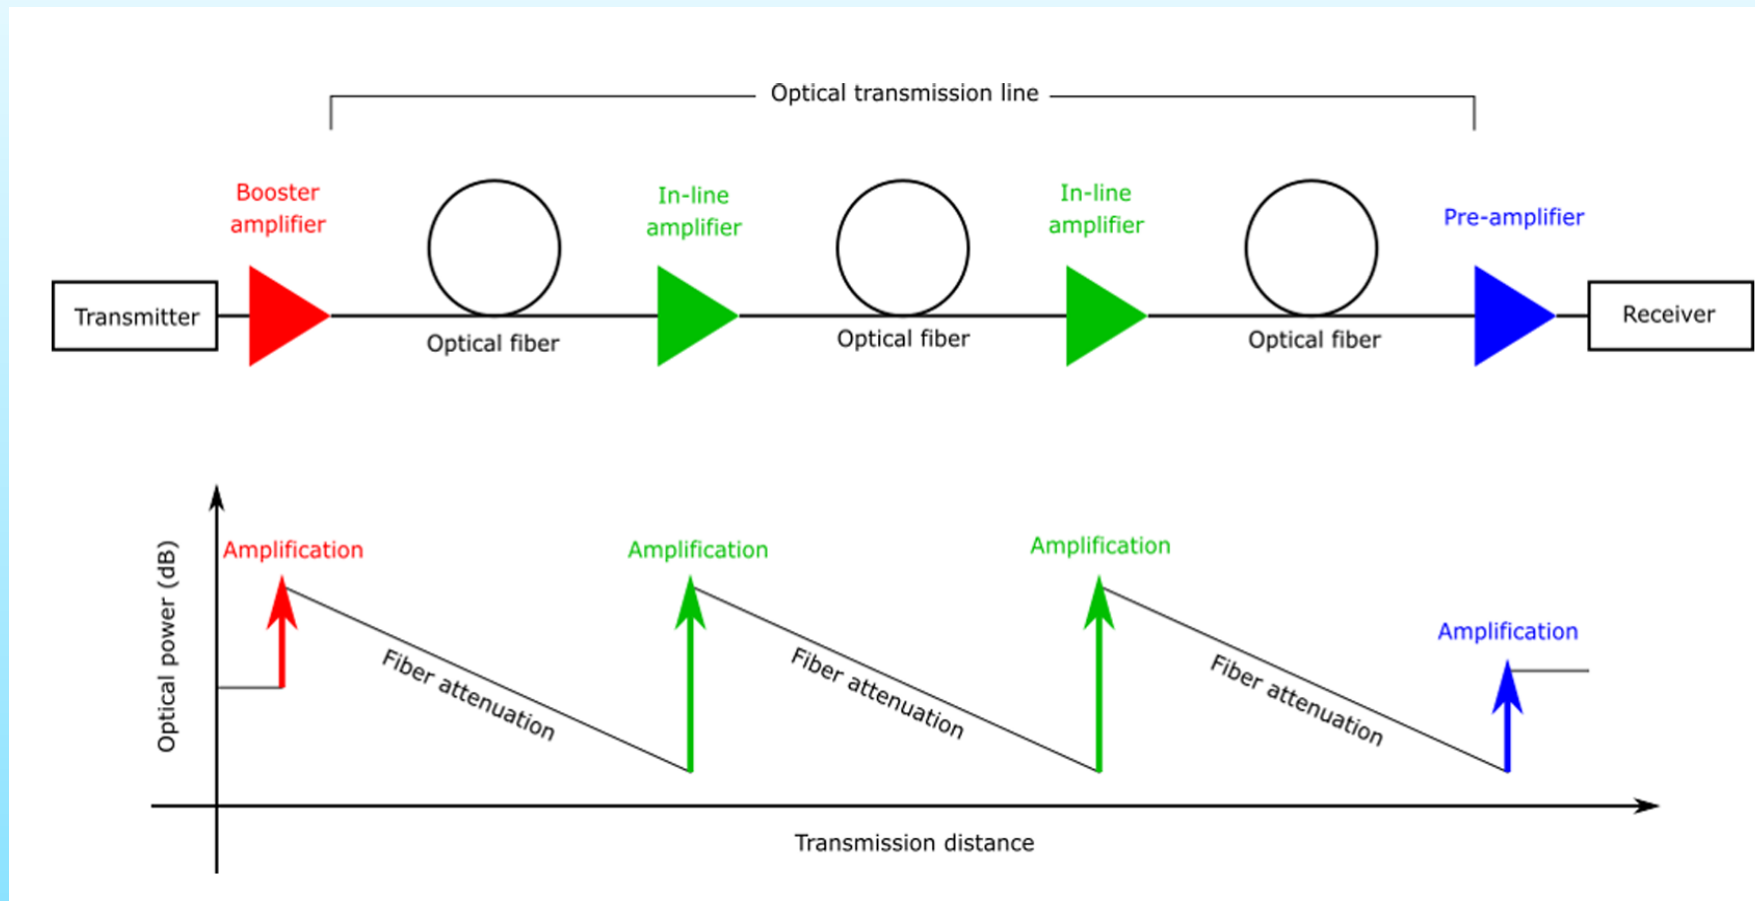 Optical transmission line
Booster
amplifier
In-line
amplifier
In-line
amplifier
Pre-amplifier
Transmitter
Optical fiber
Optical fiber
Optical fiber
Receiver
Optical power (dB)
Amplification
Amplification
Amplification
Amplification
Fiber attenuation
Fiber attenuation
Fiber attenuation
Transmission distance